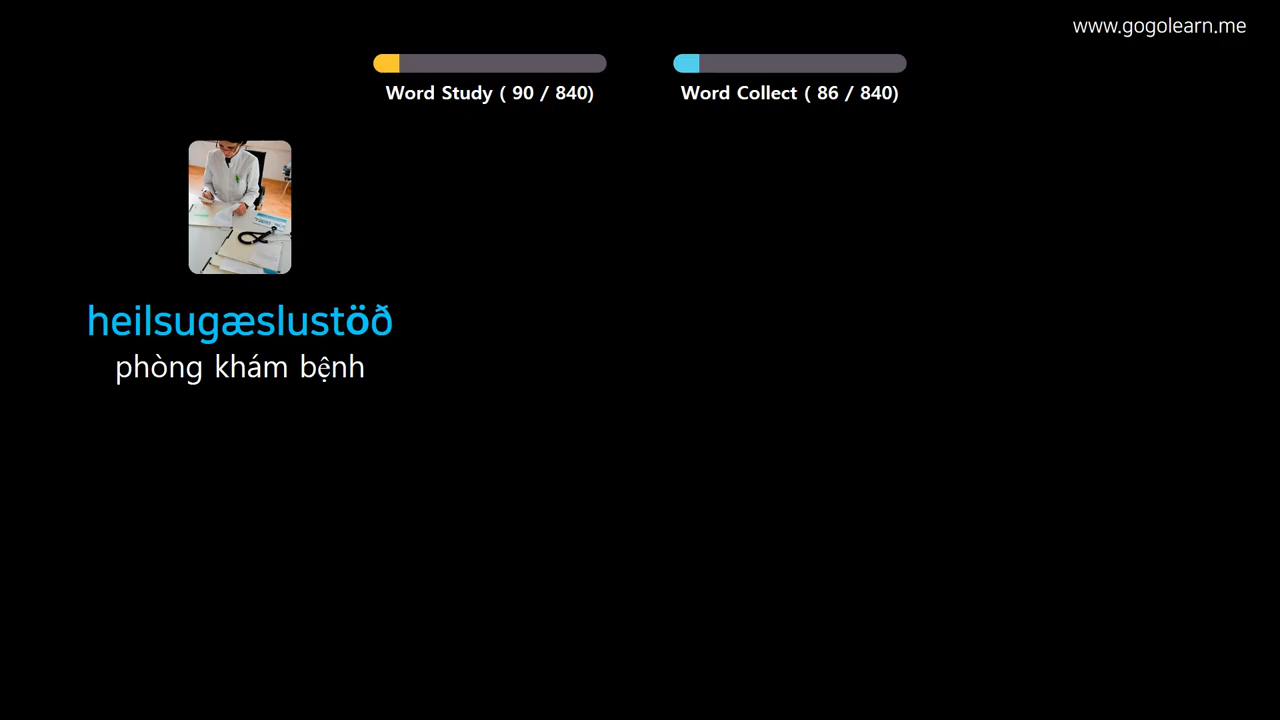 www.gogolearn.me
Word Study ( 90 / 840)
Word Collect ( 86 / 840)
heilsugæslustöð
phòng khám bệnh